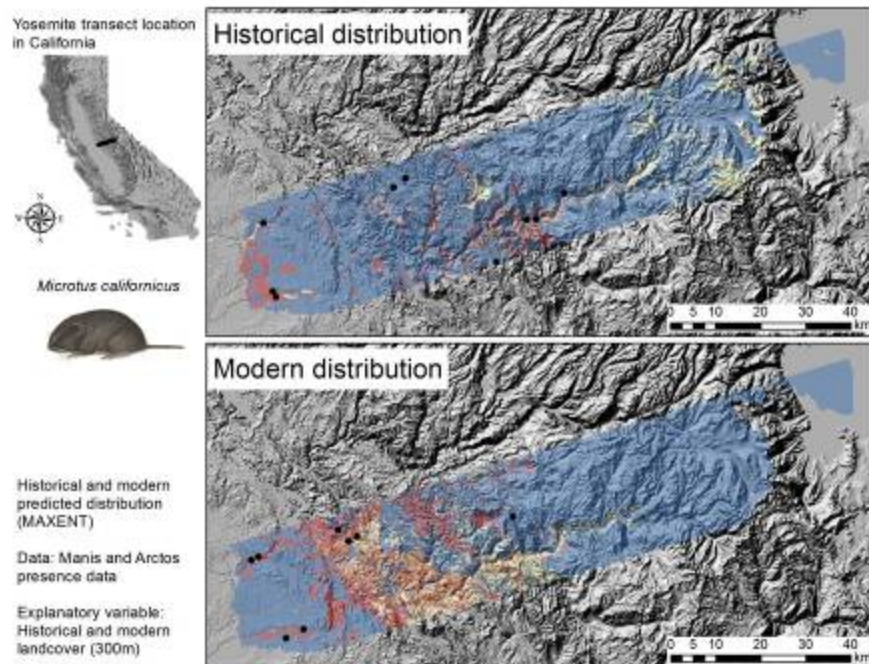 Yosemite transect location
in California
N
W
E
S
Microtus californicus
Historical and modern
predicted distribution
(MAXENT)
Data: Manis and Arctos
presence data
Explanatory variable:
Historical and modern
landcover (300m)
Historical distribution
0 5 10 20 30 40
km
Modern distribution
0 5 10 20 30 40
km